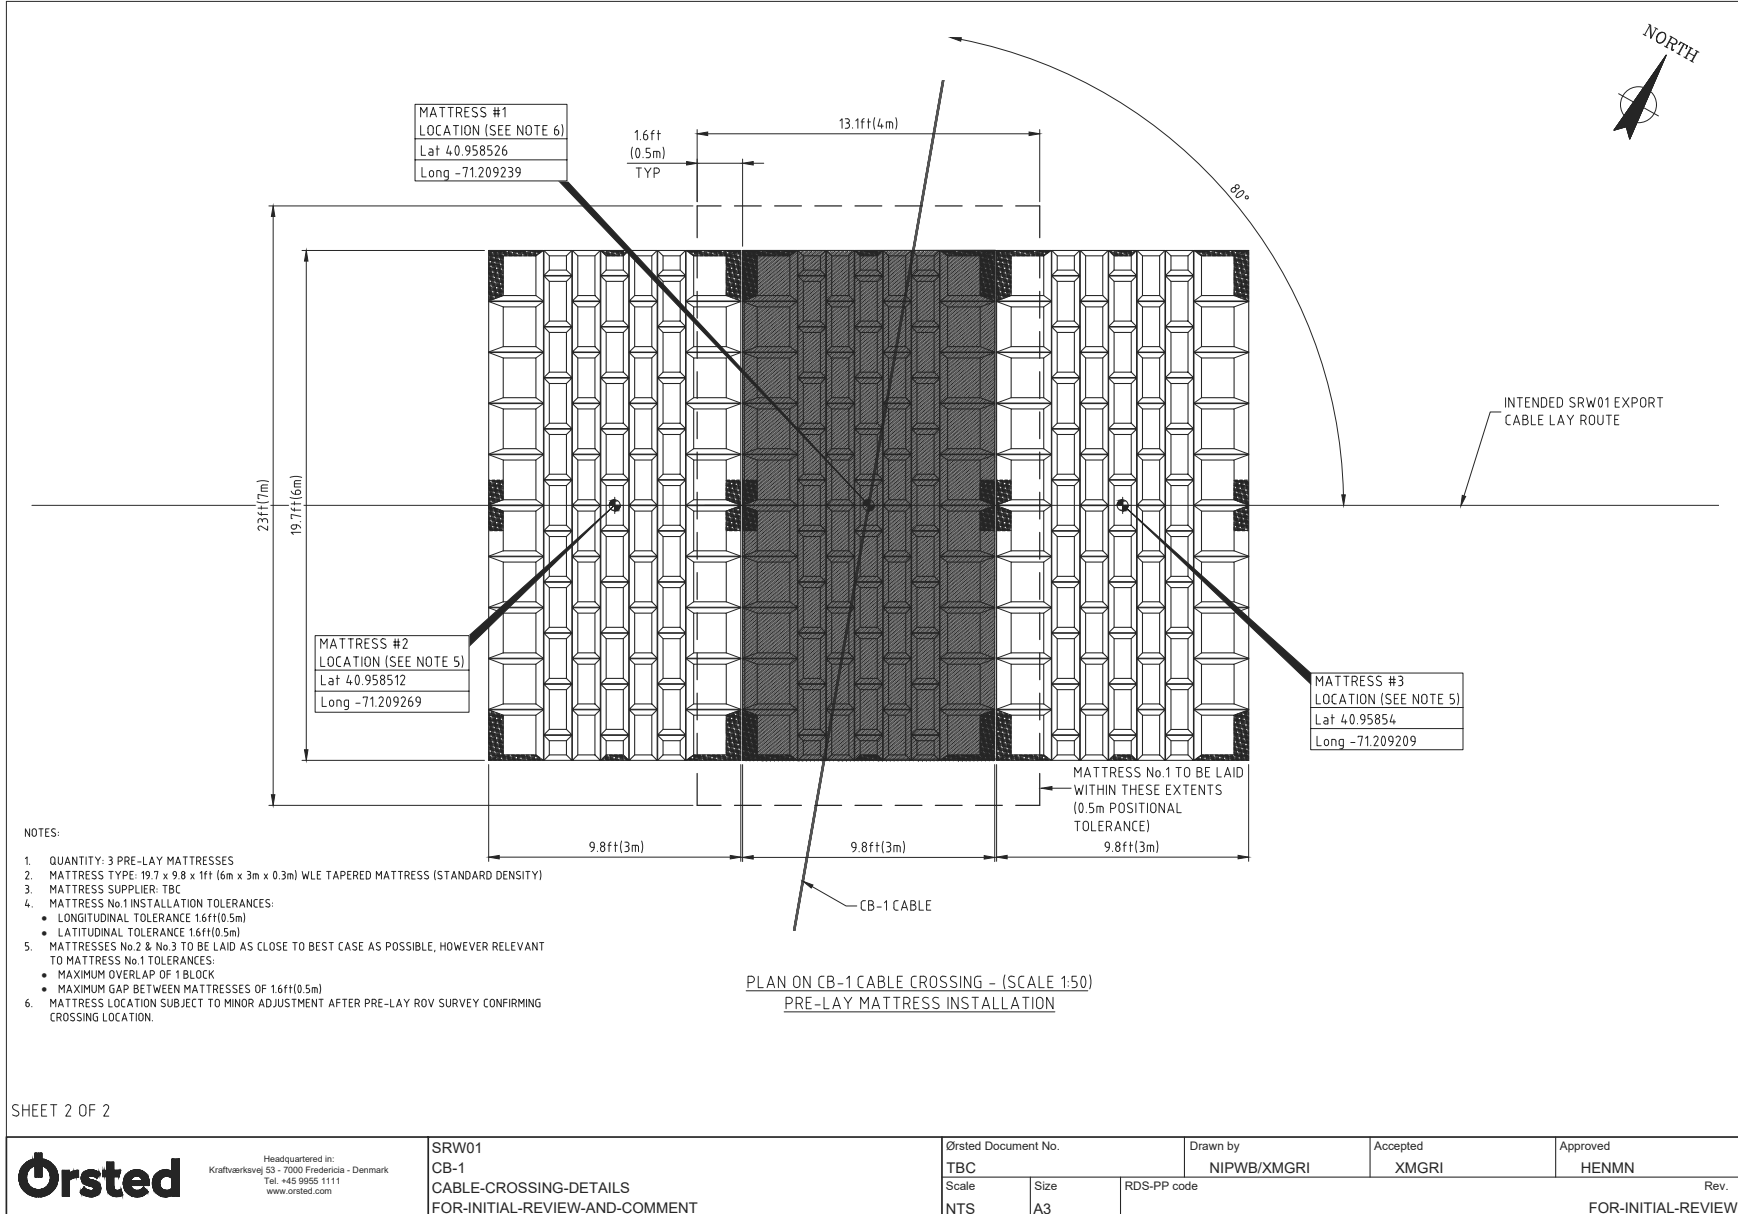 NORTH
MATTRESS #1
LOCATION (SEE NOTE 6)
Lat 40.958526
Long -71.209239
1.6ft
(0.5m)
TYP
13.1ft(4m)
80°
INTENDED SRW01 EXPORT
CABLE LAY ROUTE
23ft(7m)
19.7ft(6m)
MATTRESS #2
LOCATION (SEE NOTE 5)
Lat 40.958512
Long -71.209269
MATTRESS #3
LOCATION (SEE NOTE 5)
Lat 40.95854
Long -71.209209
MATTRESS No.1 TO BE LAID
WITHIN THESE EXTENTS
(0.5m POSITIONAL
TOLERANCE)
9.8ft(3m)
9.8ft(3m)
9.8ft(3m)
CB-1 CABLE
NOTES:
1. QUANTITY: 3 PRE-LAY MATTRESSES
2. MATTRESS TYPE: 19.7 x 9.8 x 1ft (6m x 3m x 0.3m) WLE TAPERED MATTRESS (STANDARD DENSITY)
3. MATTRESS SUPPLIER: TBC
4. MATTRESS No.1 INSTALLATION TOLERANCES:
• LONGITUDINAL TOLERANCE 1.6ft(0.5m)
• LATITUDINAL TOLERANCE 1.6ft(0.5m)
5. MATTRESSES No.2 & No.3 TO BE LAID AS CLOSE TO BEST CASE AS POSSIBLE, HOWEVER RELEVANT
TO MATTRESS No.1 TOLERANCES:
• MAXIMUM OVERLAP OF 1 BLOCK
• MAXIMUM GAP BETWEEN MATTRESSES OF 1.6ft(0.5m)
6. MATTRESS LOCATION SUBJECT TO MINOR ADJUSTMENT AFTER PRE-LAY ROV SURVEY CONFIRMING
CROSSING LOCATION.
PLAN ON CB-1 CABLE CROSSING - (SCALE 1:50)
PRE-LAY MATTRESS INSTALLATION
SHEET 2 OF 2
Ørsted
Headquartered in:
Kraftværksvej 53 - 7000 Fredericia - Denmark
Tel. +45 9955 1111
www.orsted.com
SRW01
CB-1
CABLE-CROSSING-DETAILS
FOR-INITIAL-REVIEW-AND-COMMENT
Ørsted Document No.
TBC
Drawn by
NIPWB/XMGRI
Accepted
XMGRI
Approved
HENMN
Scale
NTS
Size
A3
RDS-PP code
Rev.
FOR-INITIAL-REVIEW